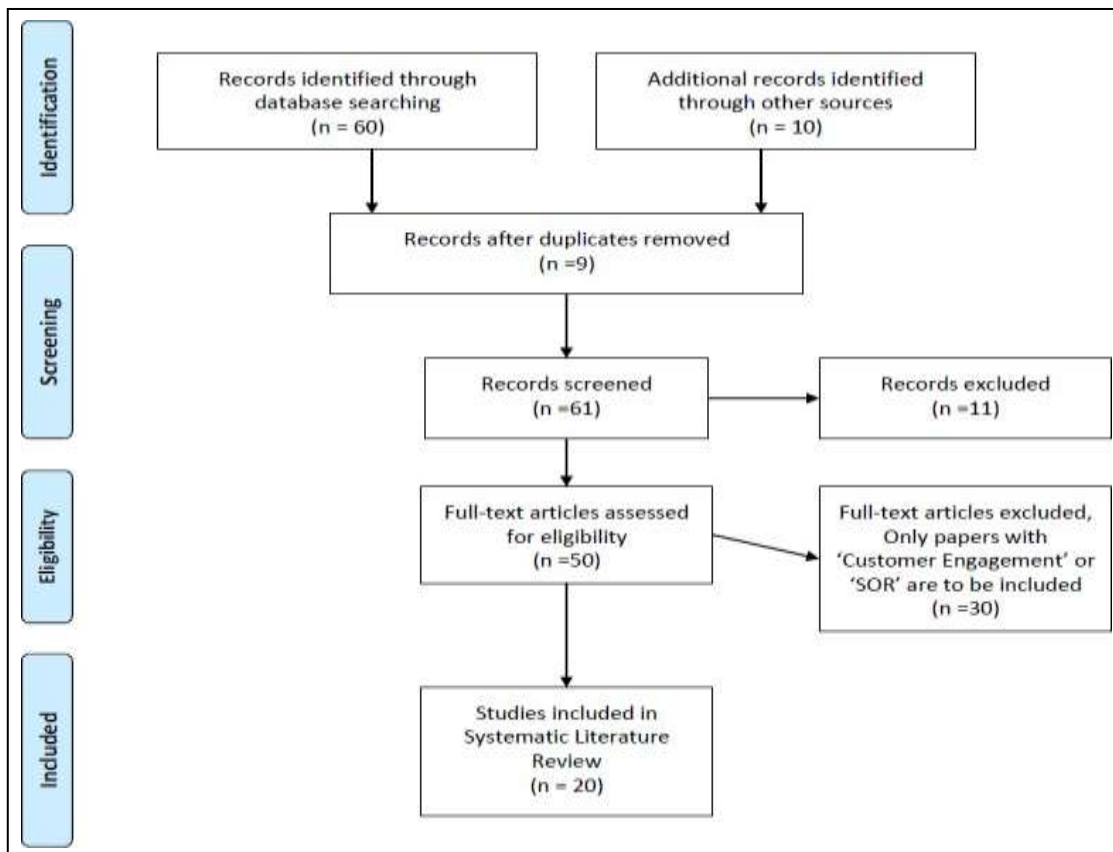 Identification
Records identified through
database searching
(n = 60)
Additional records identified
through other sources
(n = 10)
Records after duplicates removed
(n =9)
Screening
Records screened
(n =61)
Records excluded
(n =11)
Eligibility
Full-text articles assessed
for eligibility
(n =50)
Full-text articles excluded,
Only papers with
‘Customer Engagement’ or
‘SOR’ are to be included
(n =30)
Included
Studies included in
Systematic Literature
Review
(n = 20)